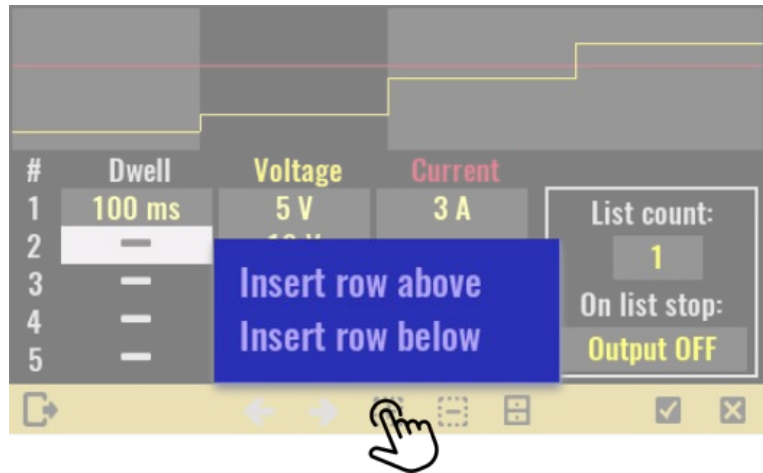 # Dwell Voltage Current
1 100 ms 5 V 3 A
2
3
4
5
Insert row above
Insert row below
List count:
1
On list stop:
Output OFF